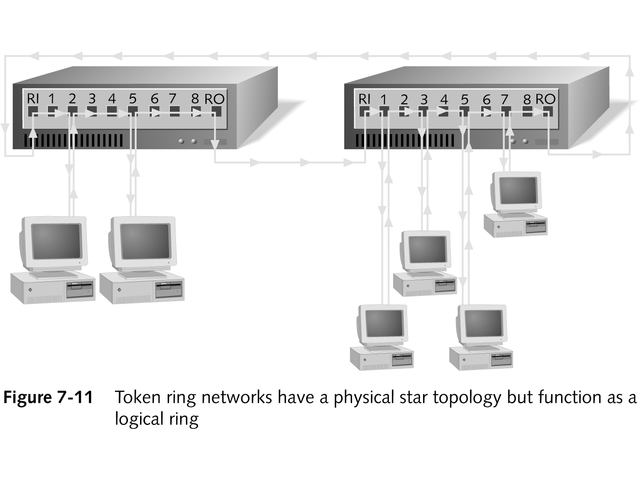 RI 1 2 3 4 5 6 7 8 RO
RI 1 2 3 4 5 6 7 8 RO
Figure 7-11 Token ring networks have a physical star topology but function as a
logical ring